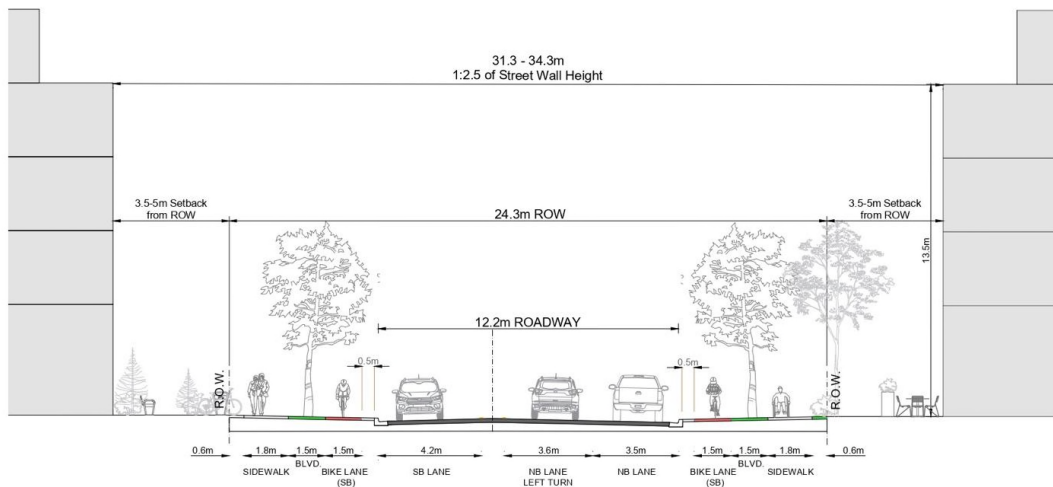 31.3 - 34.3m
1:2.5 of Street Wall Height
3.5-5m Setback
from ROW
24.3m ROW
3.5-5m Setback
from ROW
13.5m
12.2m ROADWAY
0.5m
0.5m
R.O.W.
R.O.W.
0.6m
1.8m
1.5m
1.5m
4.2m
3.6m
3.5m
1.5m
1.5m
1.8m
0.6m
SIDEWALK
BLVD.
BIKE LANE
(SB)
SB LANE
NB LANE
LEFT TURN
NB LANE
BIKE LANE
(SB)
BLVD.
SIDEWALK